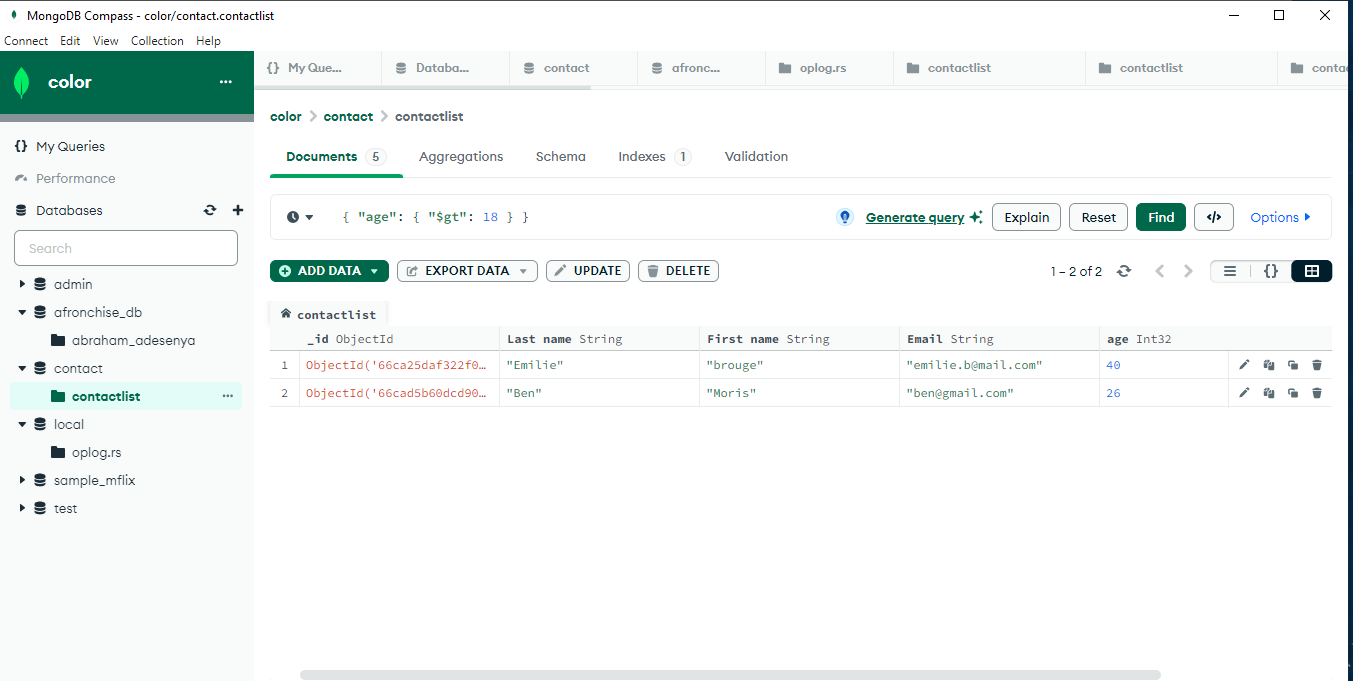 MongoDB Compass - color/contact.contactlist
Connect Edit View Collection Help
color ...
{} My Que... Databa... contact afronc... oplog.rs contactlist contactlist conta
color > contact > contactlist
My Queries
Performance
Databases
Search
admin
afronchise_db
abraham_adesenya
contact
contactlist ...
local
oplog.rs
sample_mflix
test
Documents 5 Aggregations Schema Indexes 1 Validation
{ "age": { "$gt": 18 } } Generate query Explain Reset Find </> Options
ADD DATA EXPORT DATA UPDATE DELETE 1 – 2 of 2 {}
contactlist
_id ObjectId Last name String First name String Email String age Int32
1 ObjectId('66ca25daf322f0… "Emilie" "brouge" "emilie.b@mail.com" 40
2 ObjectId('66cad5b60dcd90… "Ben" "Moris" "ben@gmail.com" 26